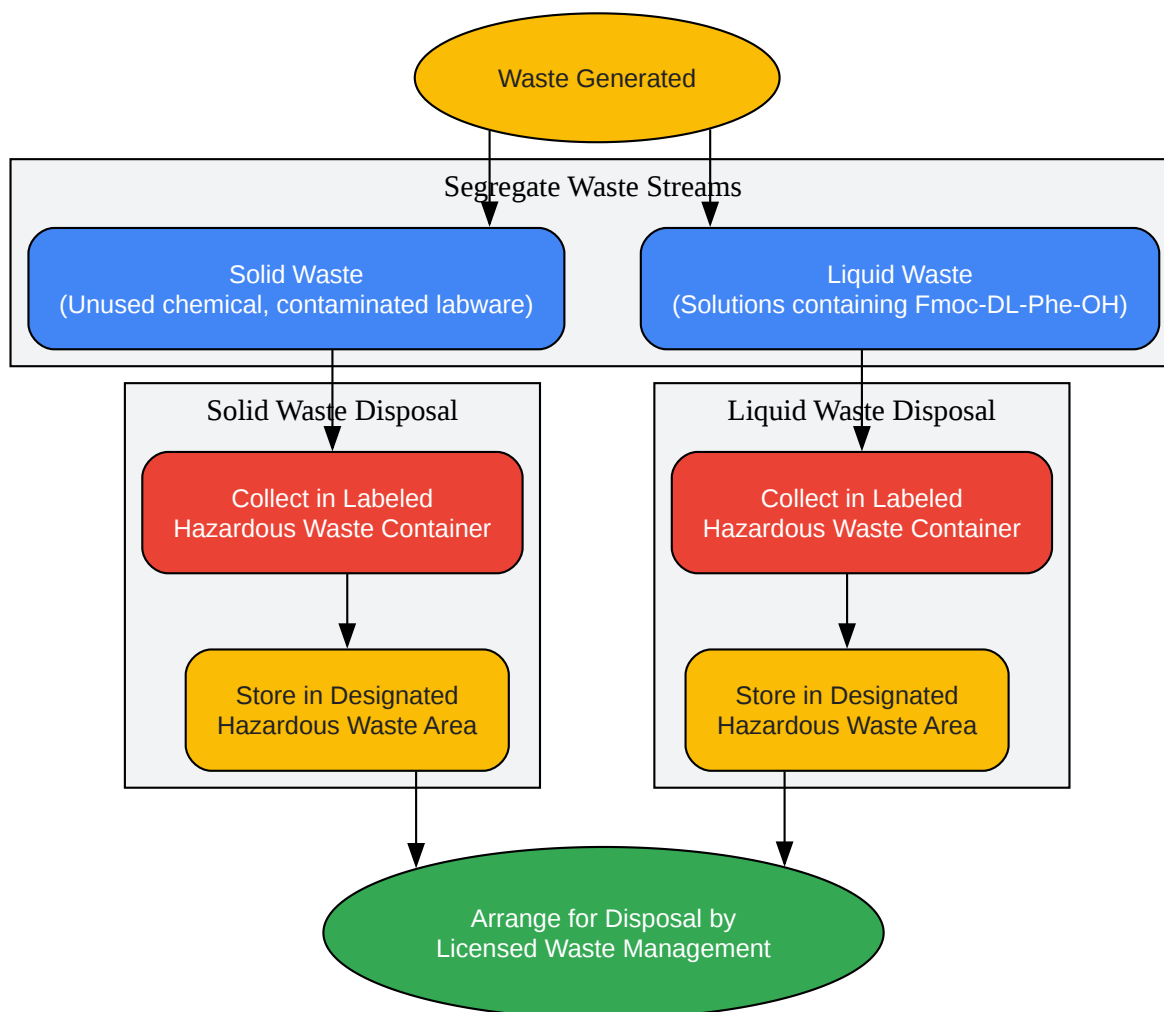 Waste Generated
Segregate Waste Streams
Solid Waste
(Unused chemical, contaminated labware)
Liquid Waste
(Solutions containing Fmoc-DL-Phe-OH)
Solid Waste Disposal
Collect in Labeled
Hazardous Waste Container
Store in Designated
Hazardous Waste Area
Liquid Waste Disposal
Collect in Labeled
Hazardous Waste Container
Store in Designated
Hazardous Waste Area
Arrange for Disposal by
Licensed Waste Management